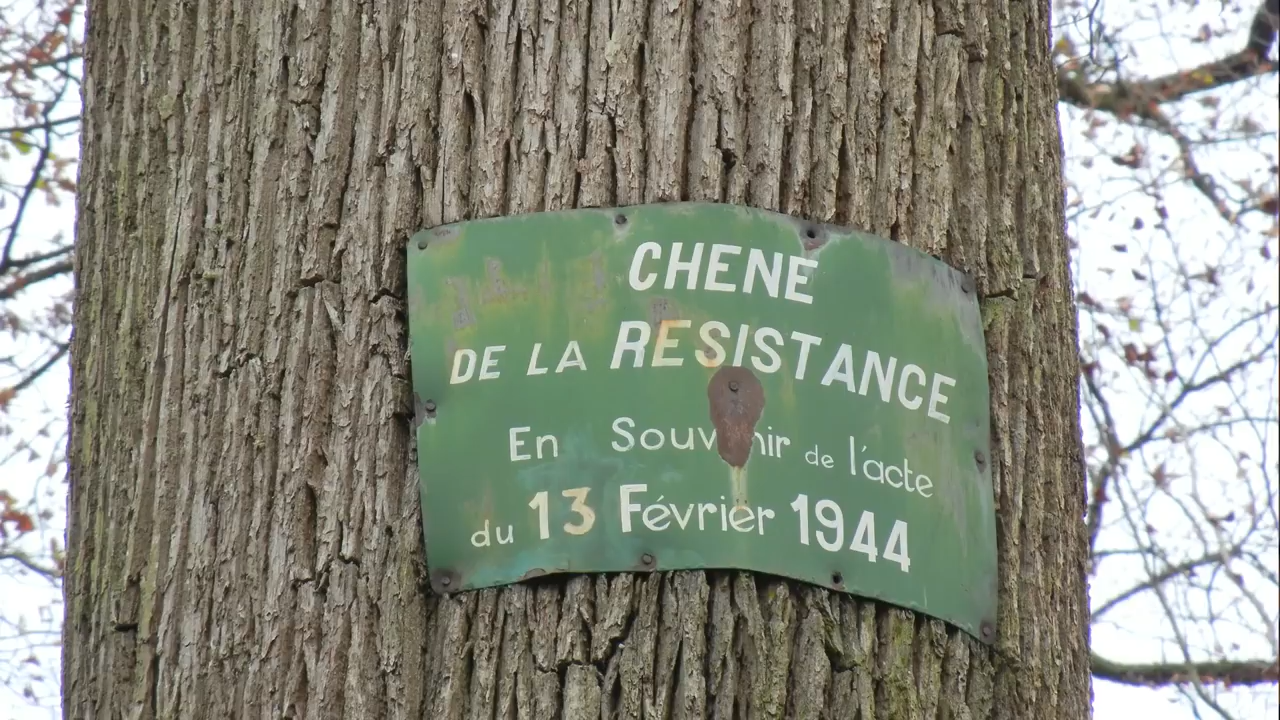 CHENE
DE LA RESISTANCE
En Souvenir de l'acte
du 13 Février 1944